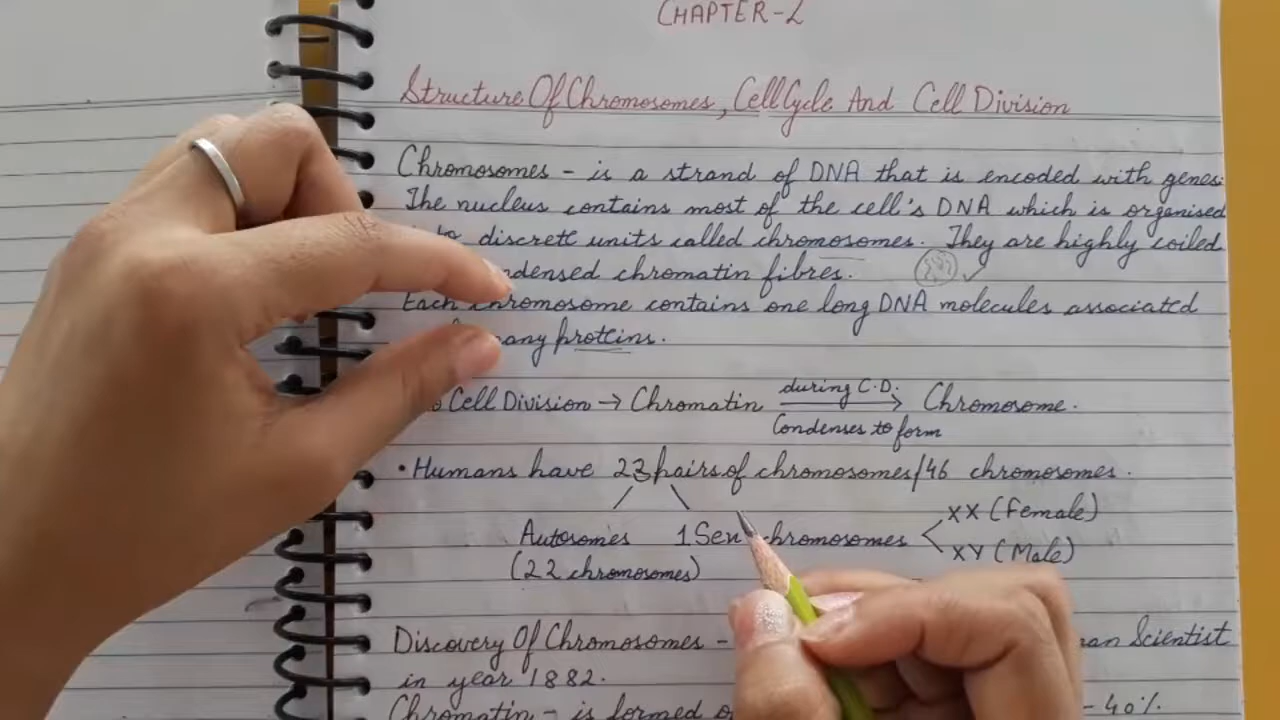 CHAPTER-2
Structure Of Chromosomes, Cell Cycle And Cell Division
Chromosomes - is a strand of DNA that is encoded with genes.
The nucleus contains most of the cell's DNA which is organised
discrete units called chromosomes. They are highly coiled
chromatin fibres.
Each chromosome contains one long DNA molecules associated
many proteins.
Cell Division → Chromatin during C.D. → Chromosome.
Condenses to form
• Humans have 23 pairs of chromosomes/46 chromosomes.
XX (Female)
Autosomes 1 Sex chromosomes
XY (Male)
(22 chromosomes)
Discovery Of Chromosomes - Scientist
in year 1882.
Chromatin - is formed - 40%.